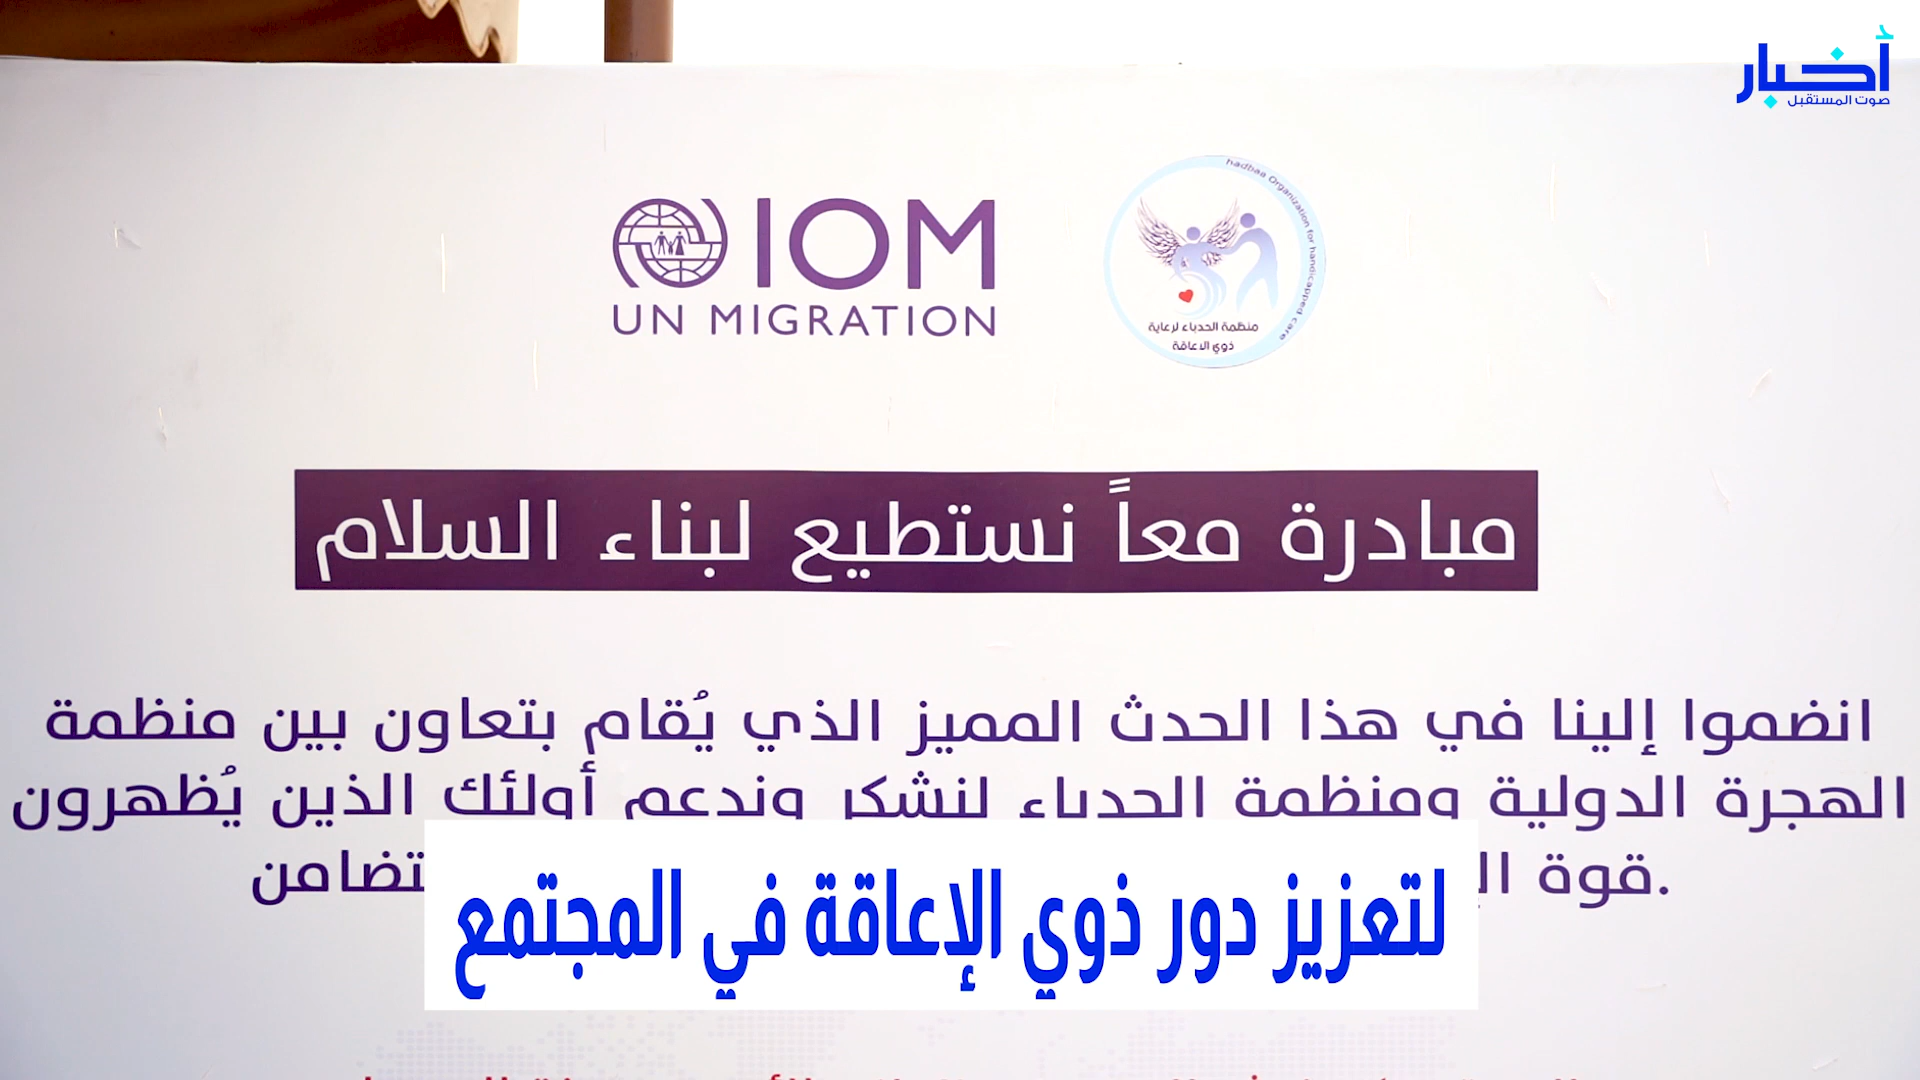 أخبار
صوت المستقبل
IOM
UN MIGRATION
hadbaa Organization for handicapped care
منظمة الحدباء لرعاية
ذوي الاعاقة
مبادرة معاً نستطيع لبناء السلام
انضموا إلينا في هذا الحدث المميز الذي يُقام بتعاون بين منظمة
الهجرة الدولية ومنظمة الحدباء لنشكر وندعم أولئك الذين يُظهرون
.قوة
لتعزيز دور ذوي الإعاقة في المجتمع